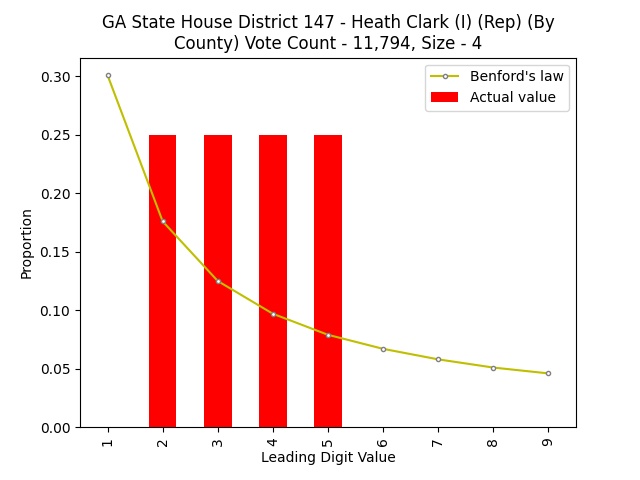 GA State House District 147 - Heath Clark (I) (Rep) (By
County) Vote Count - 11,794, Size - 4
Benford's law
Actual value
0.30
0.25
0.20
0.15
0.10
0.05
0.00
Proportion
1
2
3
4
5
6
7
8
9
Leading Digit Value